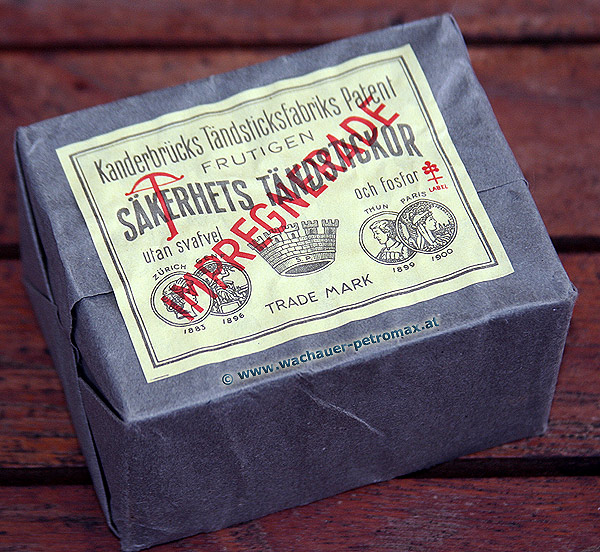 Kanderbrücks Tändsticksfabriks Patent
FRUTIGEN
SÄKERHETS TÄNDSTICKOR
utan svafvel och fosfor
IMPREGNERADE
LABEL
ZÜRICH
1883 1896
THUN PARIS
1899 1900
TRADE MARK
© www.wachauer-petromax.at